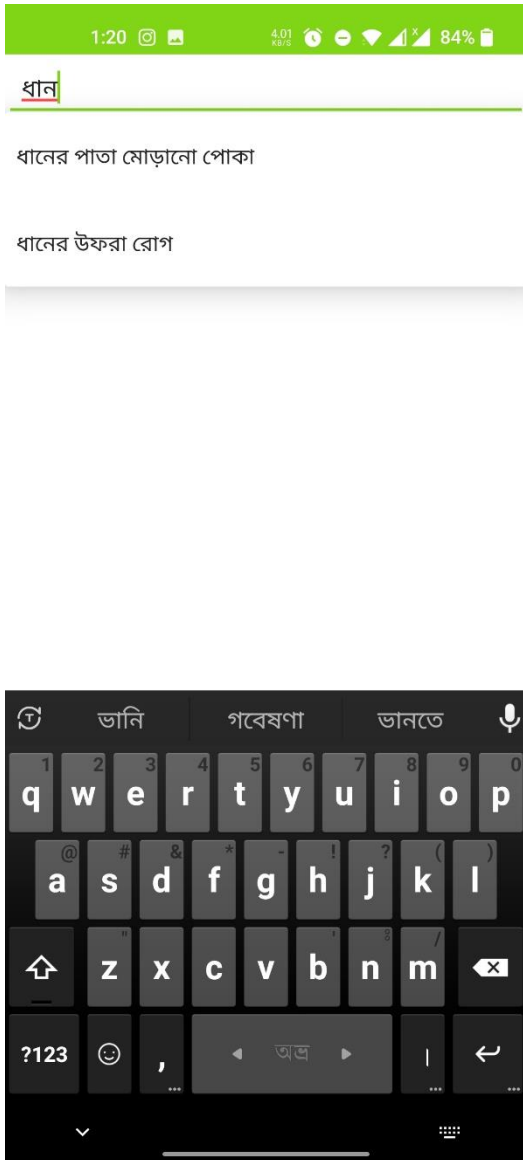 1:20 4.01 KB/S 84%
ধান
ধানের পাতা মোড়ানো পোকা
ধানের উফরা রোগ
ভানি গবেষণা ভানতে
1 2 3 4 5 6 7 8 9 0
q w e r t y u i o p
@ # & * - ! ? ( )
a s d f g h j k l
" ' /
z x c v b n m
?123 , অভ্র ।